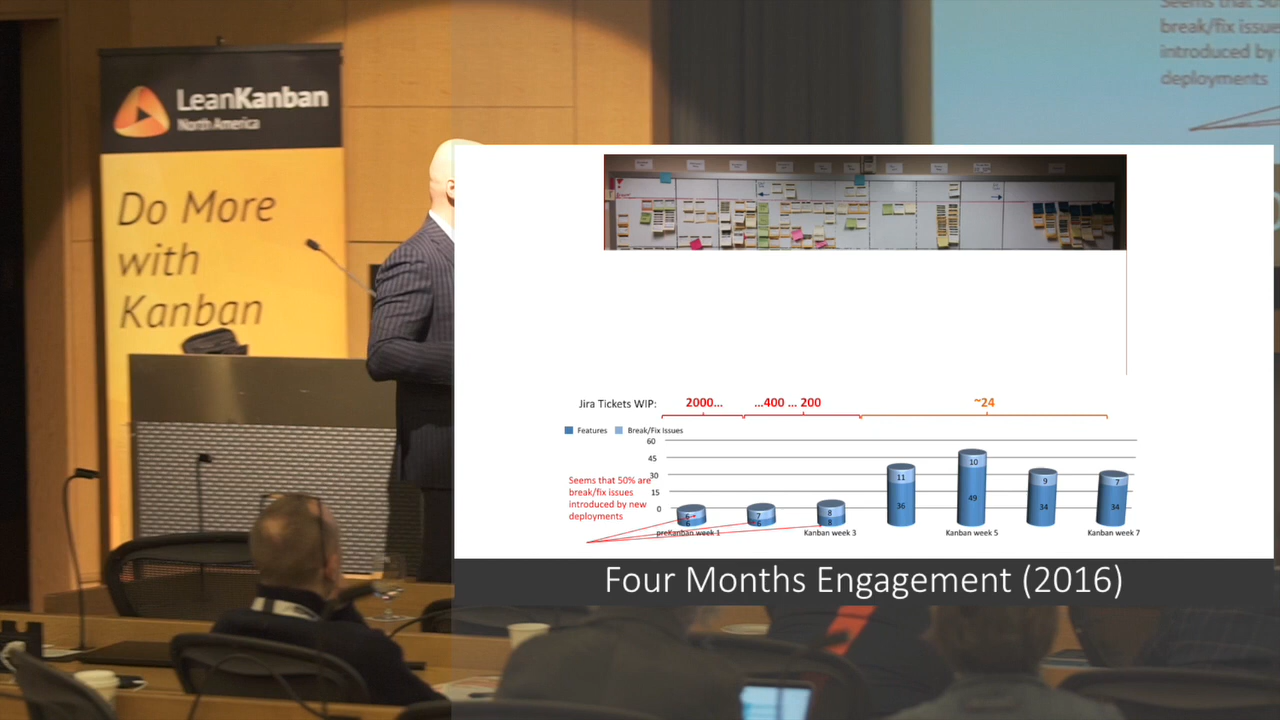 LeanKanban
North America
Do More
with
Kanban
Seems that 50
break/fix issue
introduced by
deployments
Jira Tickets WIP:
2000...
...400 ... 200
~24
Features
Break/Fix Issues
60
45
30
15
0
Seems that 50% are
break/fix issues
introduced by new
deployments
6
6
7
6
8
8
11
36
10
49
9
34
7
34
preKanban week 1
Kanban week 3
Kanban week 5
Kanban week 7
Four Months Engagement (2016)